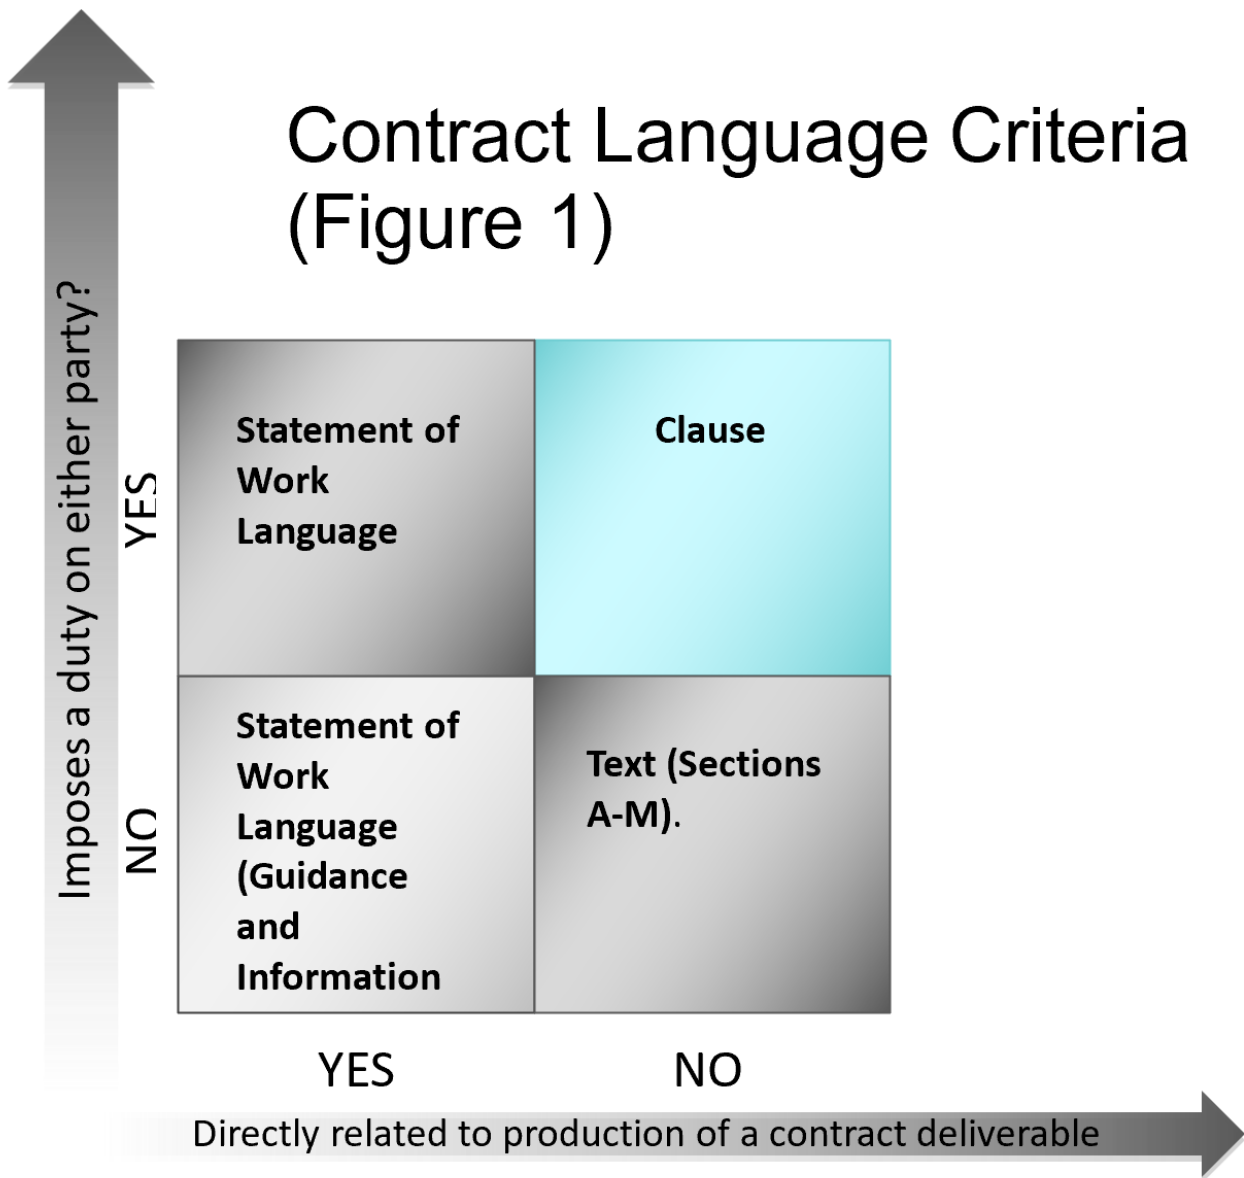 Contract Language Criteria
(Figure 1)
Imposes a duty on either party?
YES
Statement of
Work
Language
Clause
NO
Statement of
Work
Language
(Guidance
and
Information
Text (Sections
A-M).
YES
NO
Directly related to production of a contract deliverable